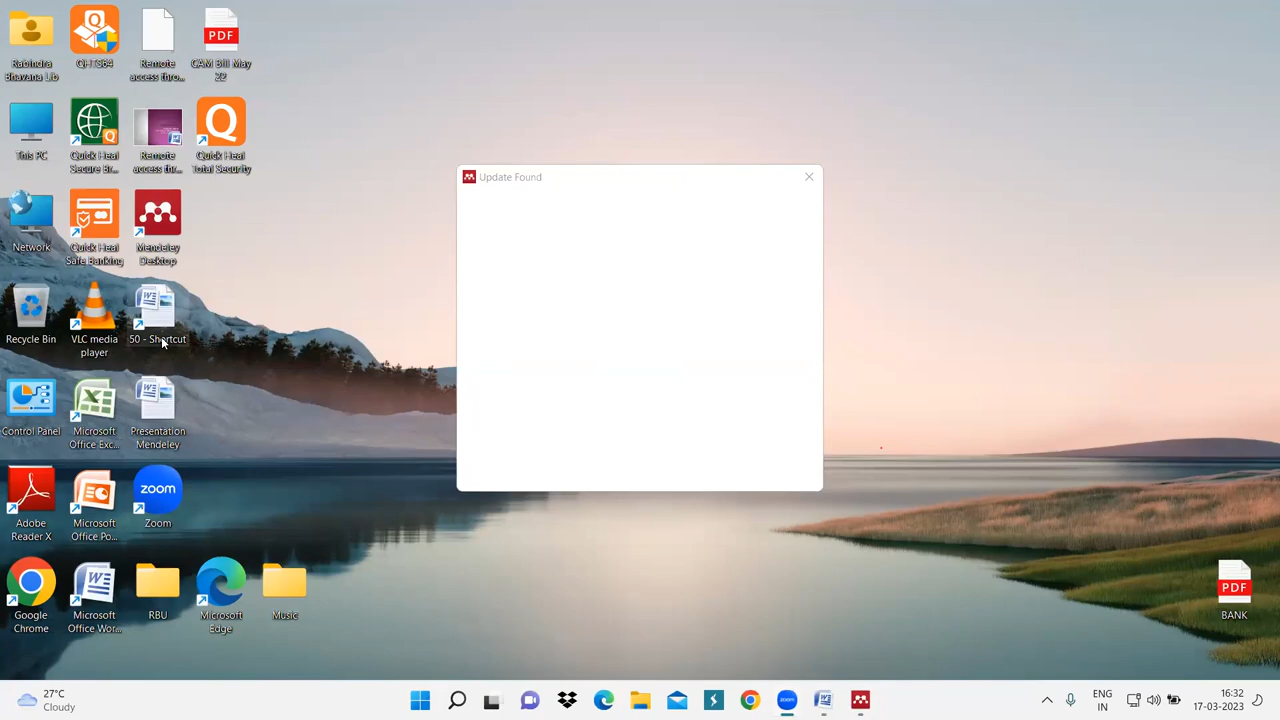 Rabindra
Bhavana Lib
QHTS64
Remote
access thro...
PDF
CAM Bill May
22
This PC
Quick Heal
Secure Br...
Remote
access thr...
Quick Heal
Total Security
Network
Quick Heal
Safe Banking
Mendeley
Desktop
Recycle Bin
VLC media
player
50 - Shortcut
Control Panel
Microsoft
Office Exc...
Presentation
Mendeley
Adobe
Reader X
Microsoft
Office Po...
zoom
Zoom
Google
Chrome
Microsoft
Office Wor...
RBU
Microsoft
Edge
Music
Update Found
PDF
BANK
27°C
Cloudy
zoom
ENG
IN
16:32
17-03-2023